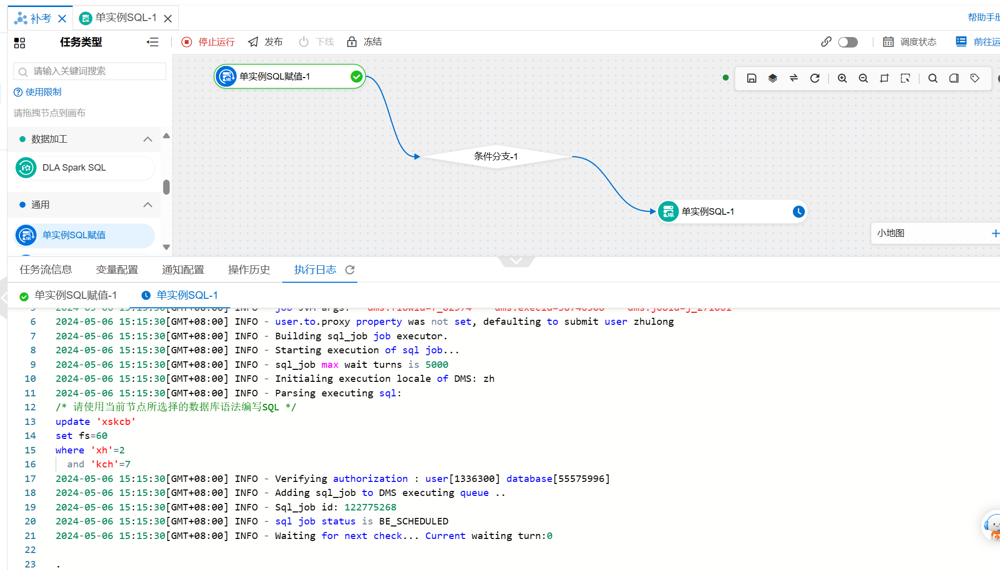 补考
单实例SQL-1
帮助手册
任务类型
停止运行
发布
下线
冻结
调度状态
前往运
请输入关键词搜索
使用限制
请拖拽节点到画布
数据加工
DLA Spark SQL
通用
单实例SQL赋值
单实例SQL赋值-1
条件分支-1
单实例SQL-1
小地图
任务流信息
变量配置
通知配置
操作历史
执行日志
单实例SQL赋值-1
单实例SQL-1
6 2024-05-06 15:15:30[GMT+08:00] INFO - user.to.proxy property was not set, defaulting to submit user zhulong
7 2024-05-06 15:15:30[GMT+08:00] INFO - Building sql_job job executor.
8 2024-05-06 15:15:30[GMT+08:00] INFO - Starting execution of sql job...
9 2024-05-06 15:15:30[GMT+08:00] INFO - sql_job max wait turns is 5000
10 2024-05-06 15:15:30[GMT+08:00] INFO - Initialing execution locale of DMS: zh
11 2024-05-06 15:15:30[GMT+08:00] INFO - Parsing executing sql:
12 /* 请使用当前节点所选择的数据库语法编写SQL */
13 update 'xskcb'
14 set fs=60
15 where 'xh'=2
16 and 'kch'=7
17 2024-05-06 15:15:30[GMT+08:00] INFO - Verifying authorization : user[1336300] database[55575996]
18 2024-05-06 15:15:30[GMT+08:00] INFO - Adding sql_job to DMS executing queue ..
19 2024-05-06 15:15:30[GMT+08:00] INFO - Sql_job id: 122775268
20 2024-05-06 15:15:30[GMT+08:00] INFO - sql job status is BE_SCHEDULED
21 2024-05-06 15:15:30[GMT+08:00] INFO - Waiting for next check... Current waiting turn:0
22
23 .